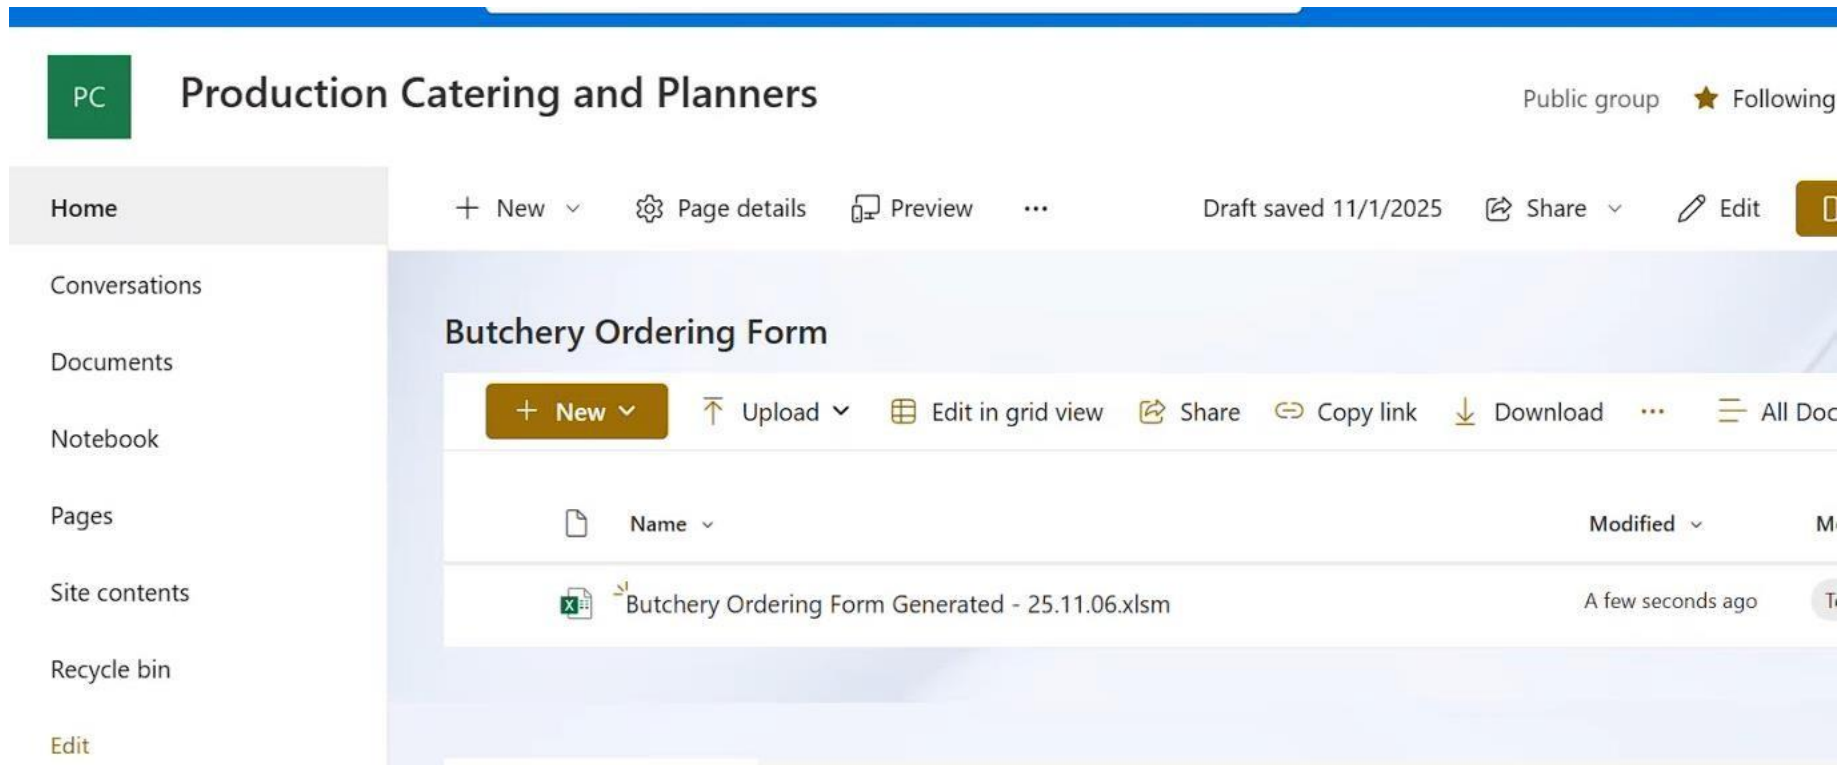 PC
Production Catering and Planners
Public group Following
Home
+ New Page details Preview ... Draft saved 11/1/2025 Share Edit
Conversations
Documents
Notebook
Pages
Site contents
Recycle bin
Edit
Butchery Ordering Form
+ New Upload Edit in grid view Share Copy link Download ... All Doc
Name Modified M
Butchery Ordering Form Generated - 25.11.06.xlsm A few seconds ago T